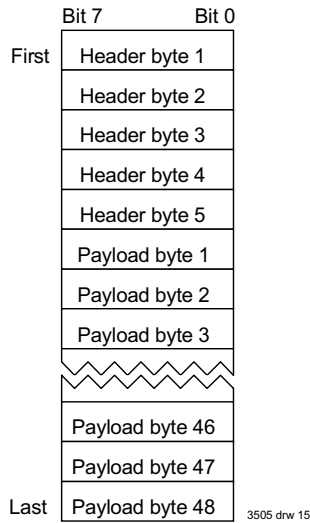 Bit 7 Bit 0
First Header byte 1
Header byte 2
Header byte 3
Header byte 4
Header byte 5
Payload byte 1
Payload byte 2
Payload byte 3
Payload byte 46
Payload byte 47
Last Payload byte 48 3505 drw 15